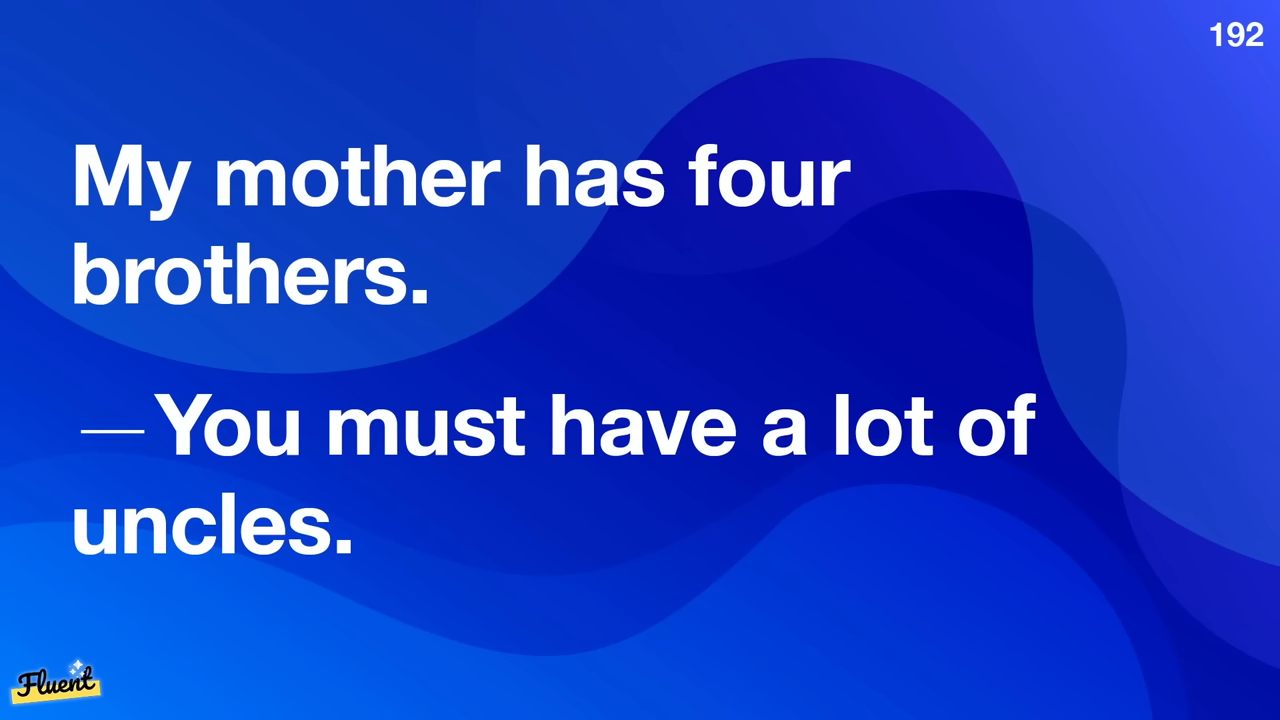 192
My mother has four
brothers.
—You must have a lot of
uncles.
Fluent